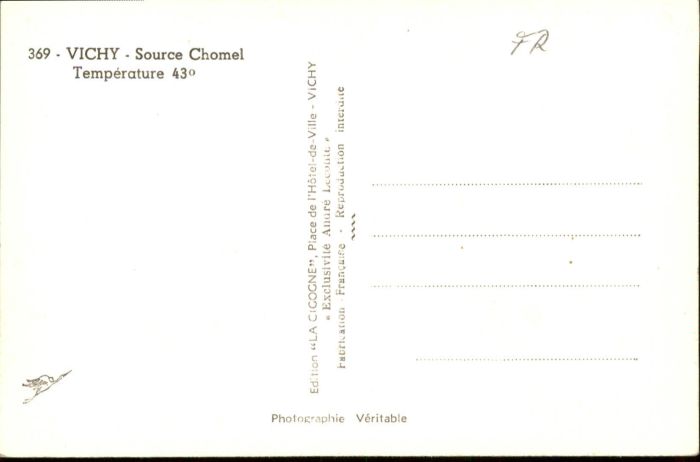 369 - VICHY - Source Chomel
Température 43°
FR
Edition "LA CIGOGNE", Place de l'Hôtel-de-Ville - VICHY
« Exclusivité André Leconte »
Fabrication Française - Reproduction interdite
Photographie Véritable